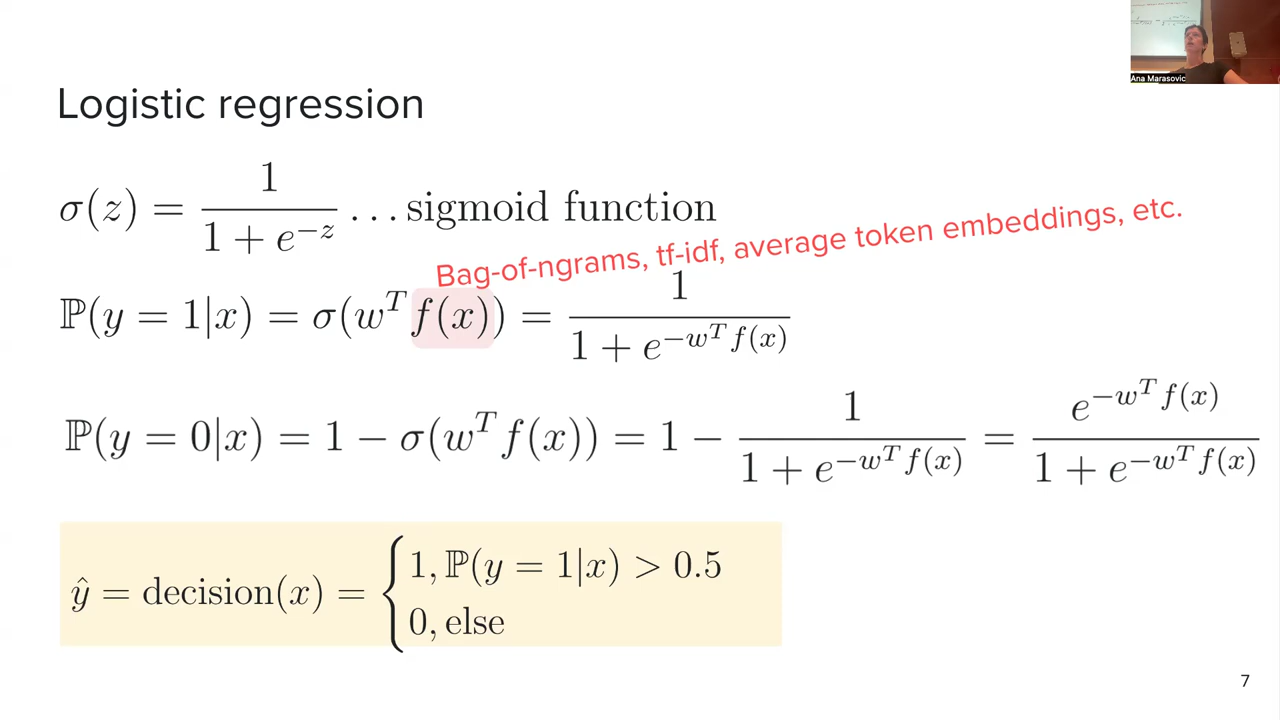 Ana Marasovic
Logistic regression
σ(z) = 1 / (1 + e^{-z}) ... sigmoid function
Bag-of-ngrams, tf-idf, average token embeddings, etc.
ℙ(y = 1|x) = σ(w^T f(x)) = 1 / (1 + e^{-w^T f(x)})
ℙ(y = 0|x) = 1 − σ(w^T f(x)) = 1 − 1 / (1 + e^{-w^T f(x)}) = e^{-w^T f(x)} / (1 + e^{-w^T f(x)})
ŷ = decision(x) = { 1, ℙ(y = 1|x) > 0.5
0, else
7